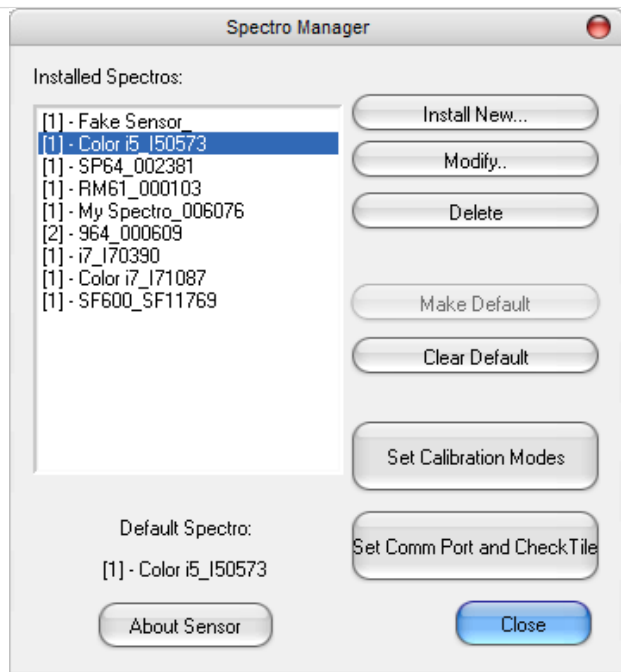 Spectro Manager
Installed Spectros:
[1] - Fake Sensor_
[1] - Color i5_I50573
[1] - SP64_002381
[1] - RM61_000103
[1] - My Spectro_006076
[2] - 964_000609
[1] - i7_I70390
[1] - Color i7_I71087
[1] - SF600_SF11769
Install New...
Modify..
Delete
Make Default
Clear Default
Set Calibration Modes
Set Comm Port and CheckTile
Default Spectro:
[1] - Color i5_I50573
About Sensor
Close